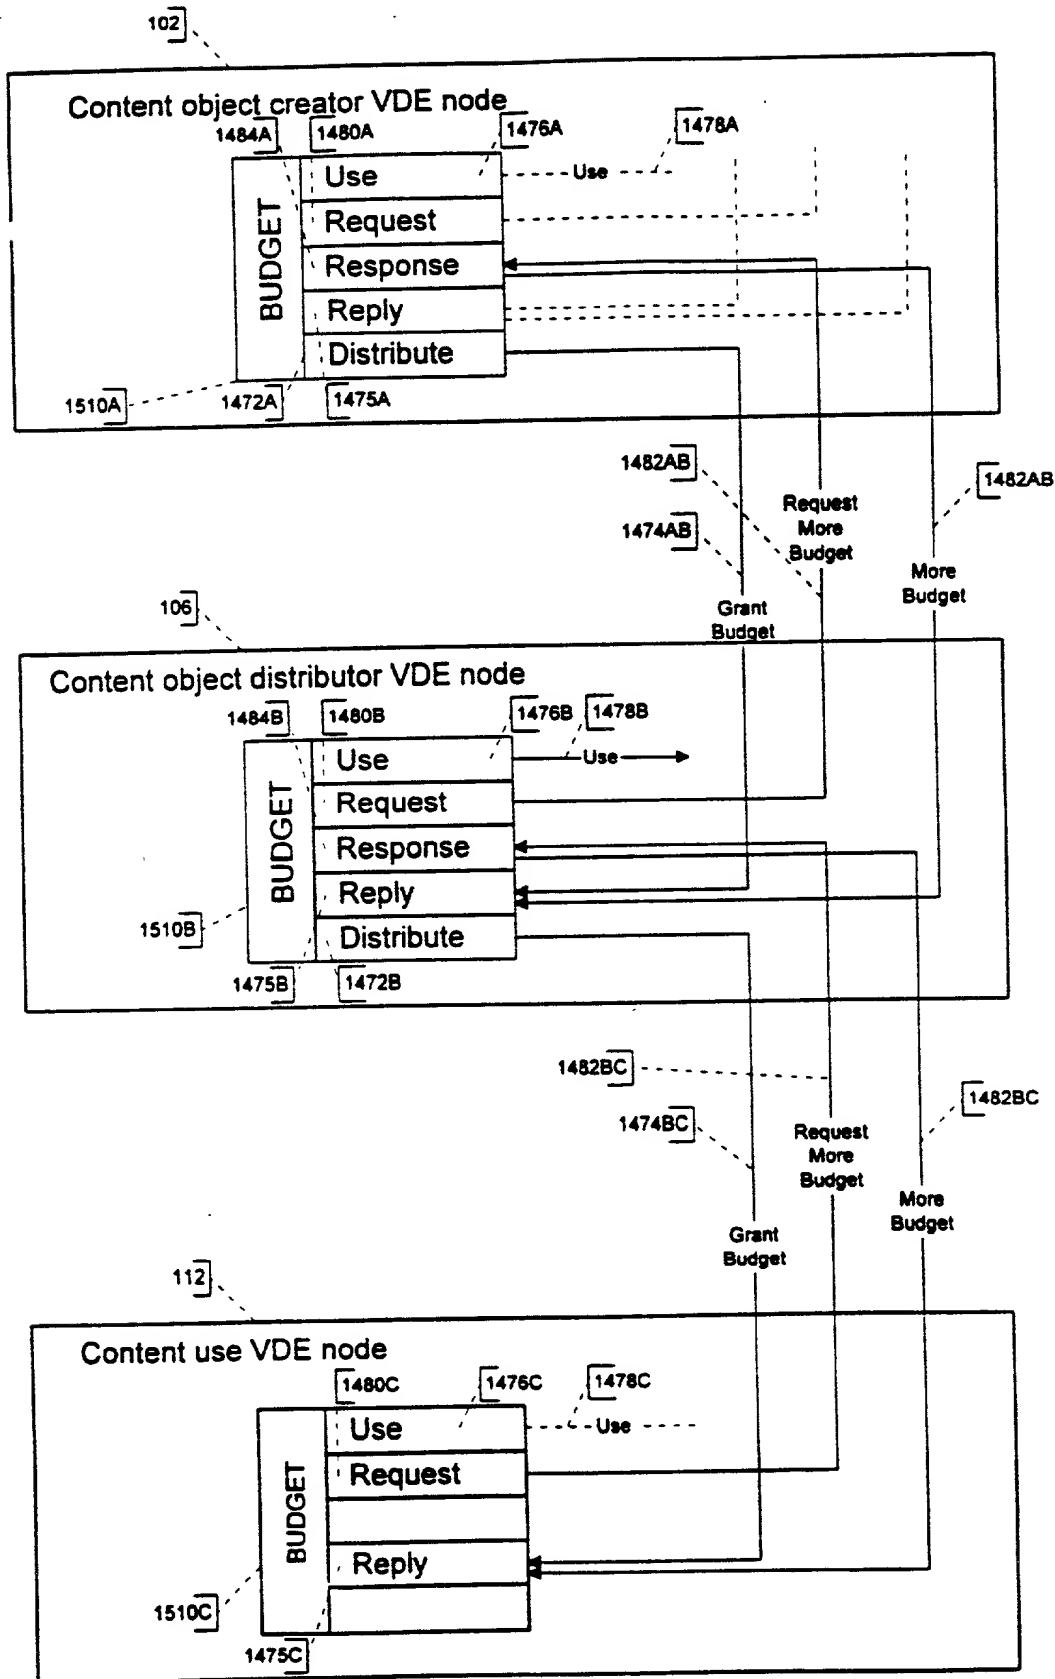 102
Content object creator VDE node
1484A
1480A
1476A
1478A
BUDGET
Use
Use
Request
Response
Reply
Distribute
1510A
1472A
1475A
1482AB
1482AB
1474AB
Request
More
Budget
More
Budget
Grant
Budget
106
Content object distributor VDE node
1484B
1480B
1476B
1478B
BUDGET
Use
Use
Request
Response
Reply
Distribute
1510B
1475B
1472B
1482BC
1482BC
1474BC
Request
More
Budget
More
Budget
Grant
Budget
112
Content use VDE node
1480C
1476C
1478C
BUDGET
Use
Use
Request
Reply
1510C
1475C